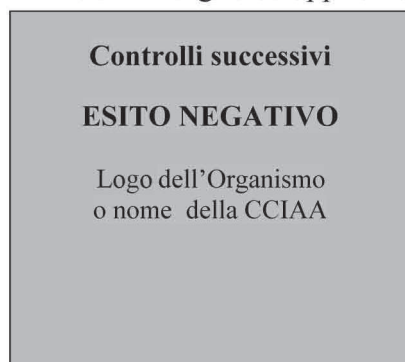 Controlli successivi
ESITO NEGATIVO
Logo dell'Organismo
o nome della CCIAA